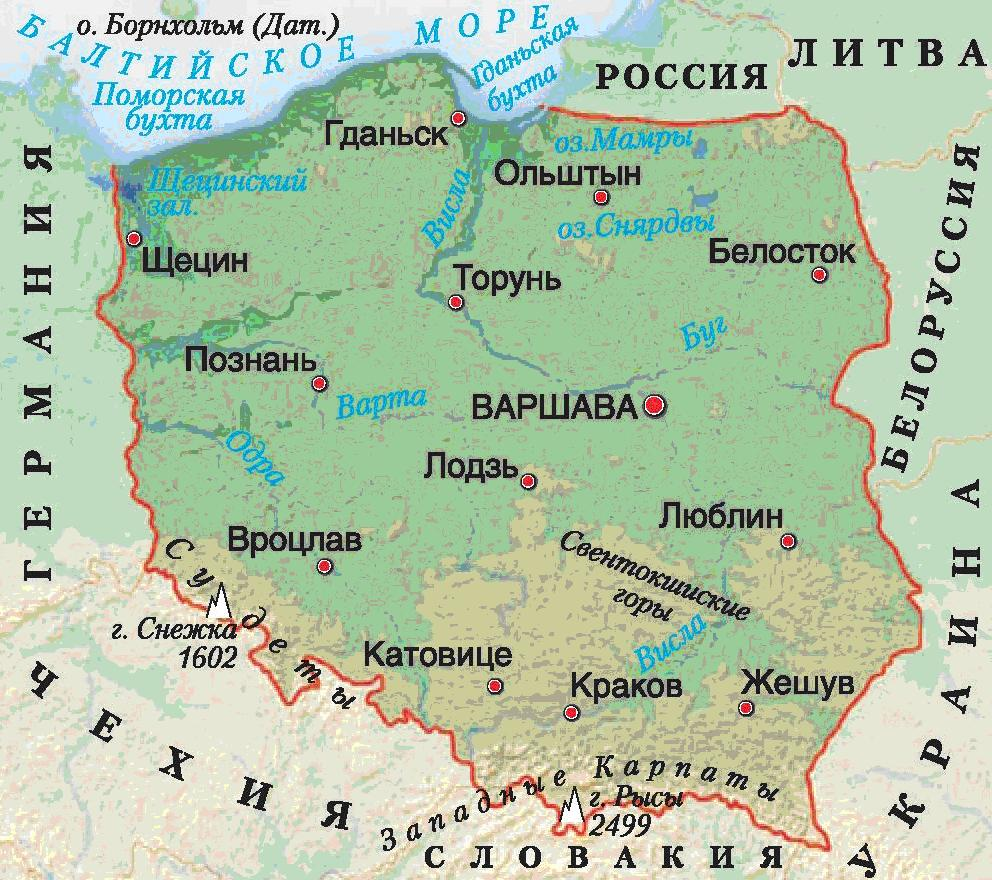 о. Борнхольм (Дат.)
БАЛТИЙСКОЕ МОРЕ
Гданьская
бухта
Поморская
бухта
РОССИЯ
ЛИТВА
Гданьск
оз.Мамры
Ольштын
Щецинский
зал.
Висла
оз.Снярдвы
Щецин
Белосток
Торунь
ГЕРМАНИЯ
БЕЛОРУССИЯ
Буг
Познань
Варта
ВАРШАВА
Одра
Лодзь
Люблин
Вроцлав
Свентокшиские
горы
Судеты
г. Снежка
1602
Висла
Катовице
Краков
Жешув
УКРАИНА
ЧЕХИЯ
Западные Карпаты
г. Рысы
2499
СЛОВАКИЯ